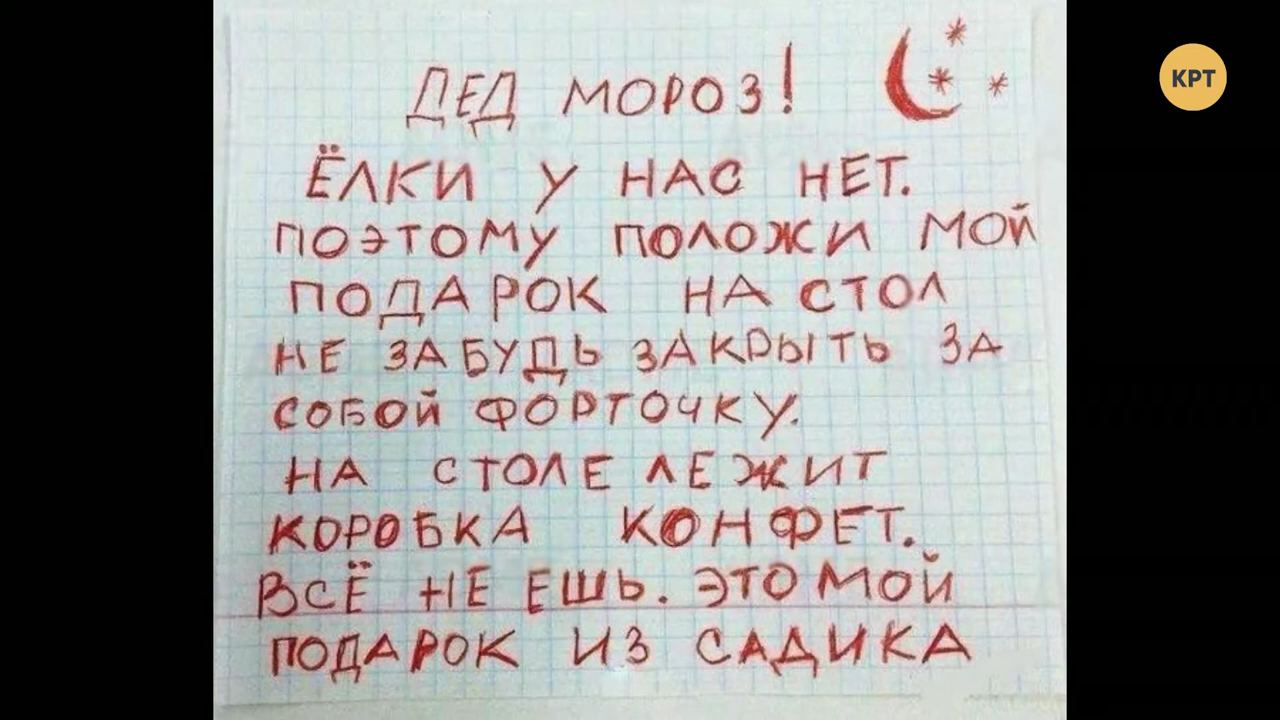 ДЕД МОРОЗ!
КРТ
ЁЛКИ У НАС НЕТ.
ПОЭТОМУ ПОЛОЖИ МОЙ
ПОДАРОК НА СТОЛ
НЕ ЗАБУДЬ ЗАКРЫТЬ ЗА
СОБОЙ ФОРТОЧКУ.
НА СТОЛЕ ЛЕЖИТ
КОРОБКА КОНФЕТ.
ВСЁ НЕ ЕШЬ. ЭТО МОЙ
ПОДАРОК ИЗ САДИКА